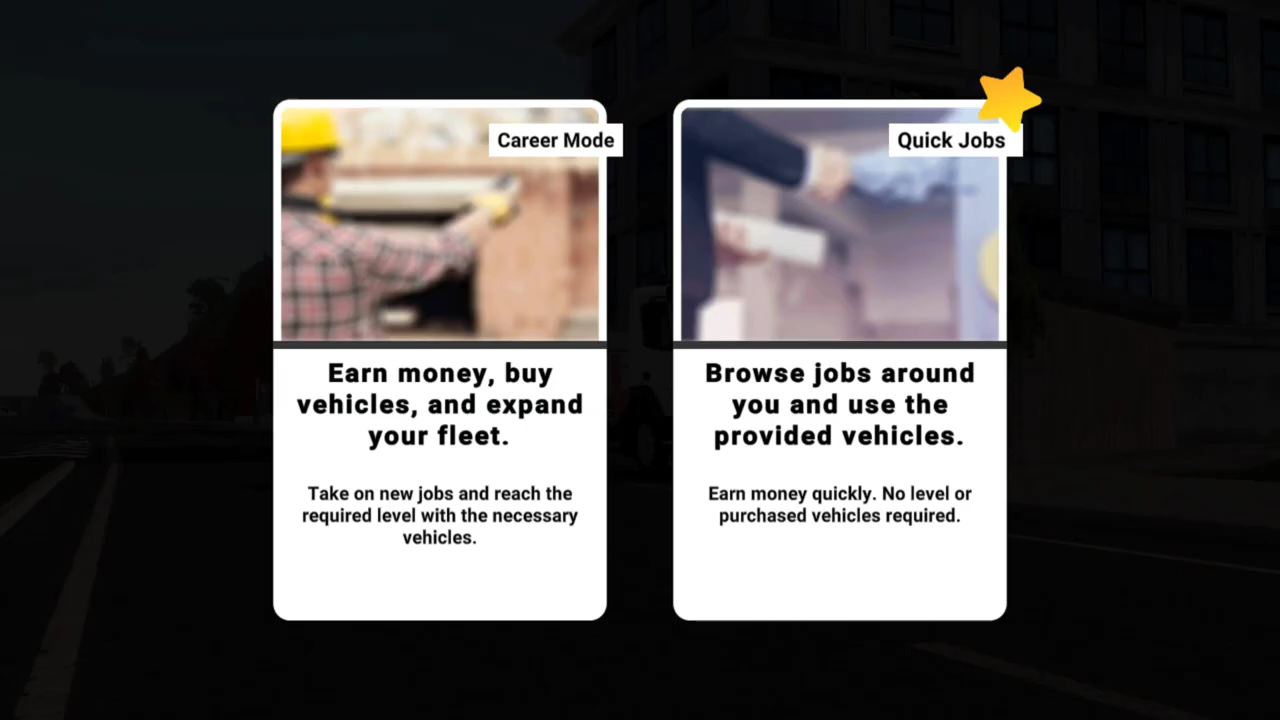 Career Mode
Earn money, buy
vehicles, and expand
your fleet.
Take on new jobs and reach the
required level with the necessary
vehicles.
Quick Jobs
Browse jobs around
you and use the
provided vehicles.
Earn money quickly. No level or
purchased vehicles required.